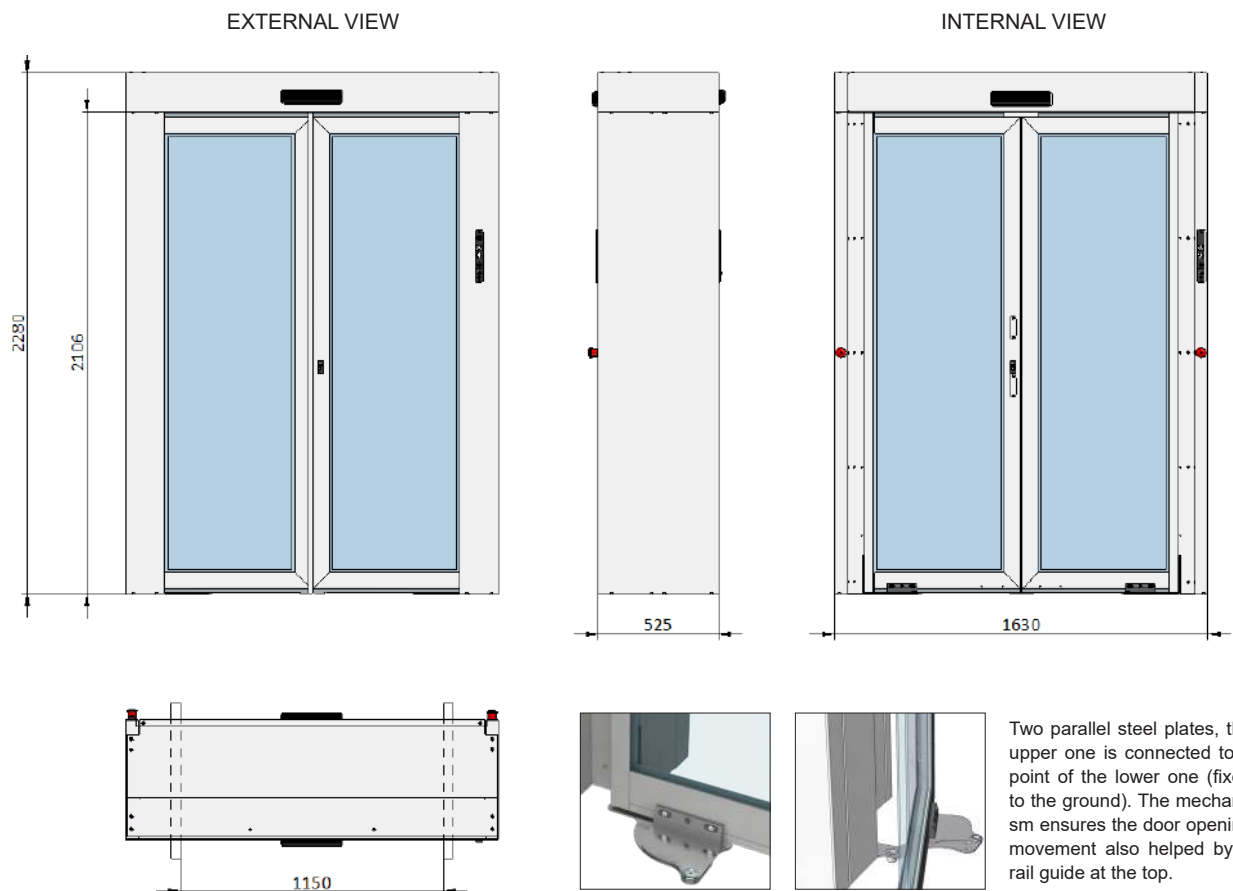 EXTERNAL VIEW
INTERNAL VIEW
2280
2106
525
1630
1150
Two parallel steel plates, th
upper one is connected to
point of the lower one (fixe
to the ground). The mechan
sm ensures the door openin
movement also helped by
rail guide at the top.